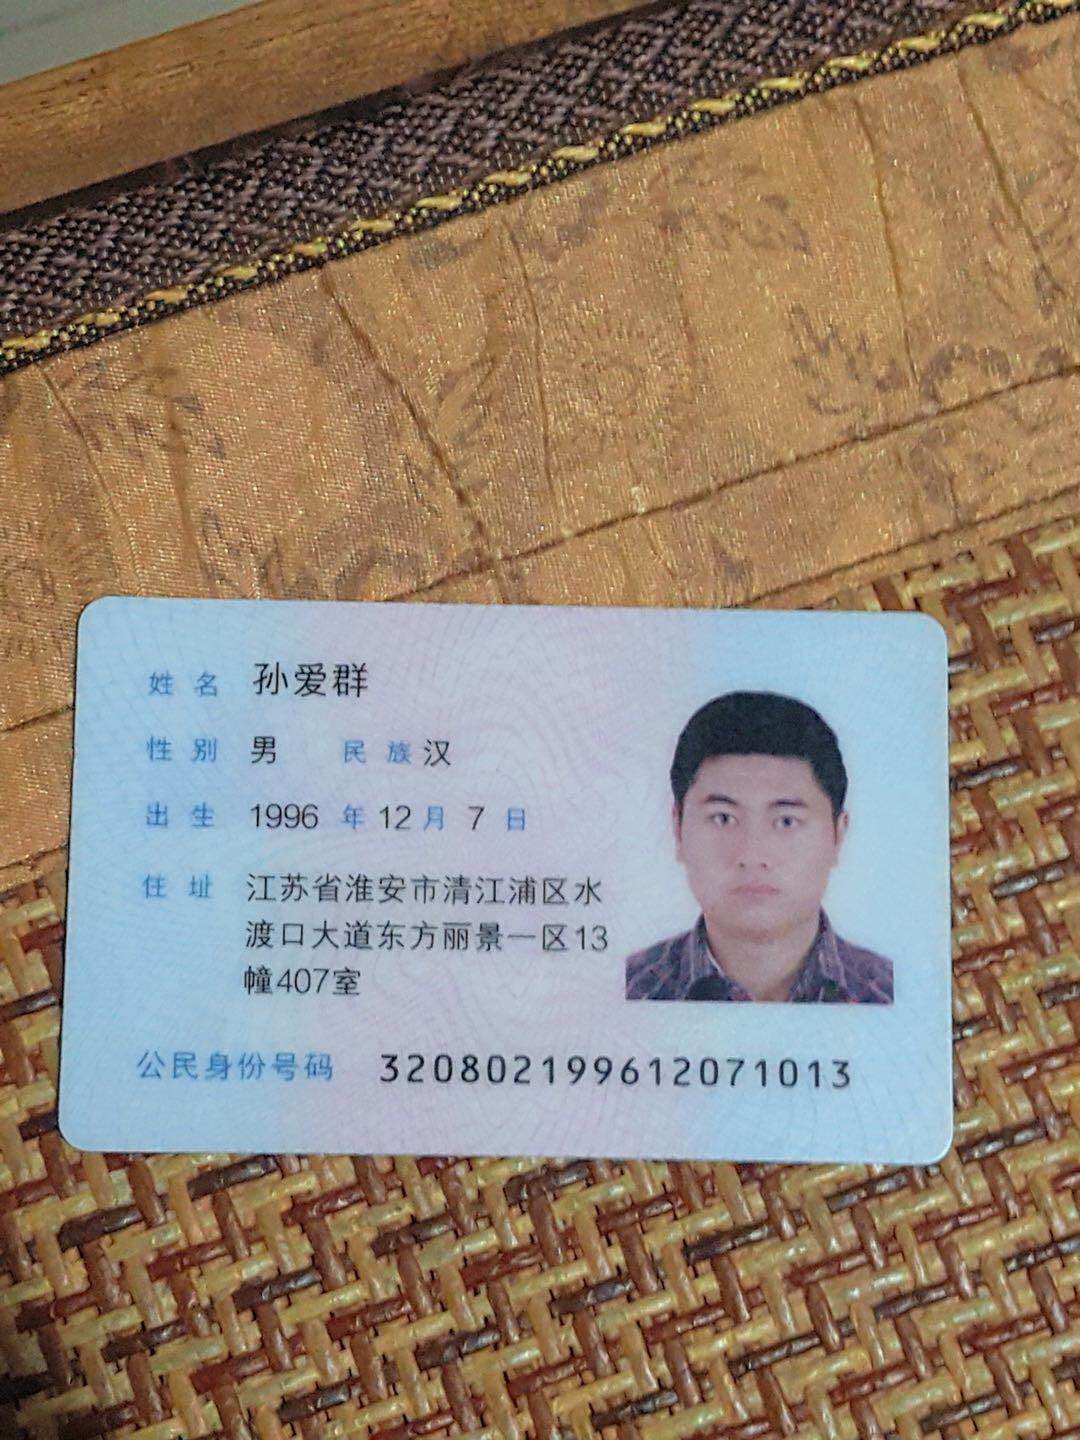 姓名 孙爱群
性别 男 民族 汉
出生 1996 年 12 月 7 日
住址 江苏省淮安市清江浦区水
渡口大道东方丽景一区13
幢407室
公民身份号码 320802199612071013